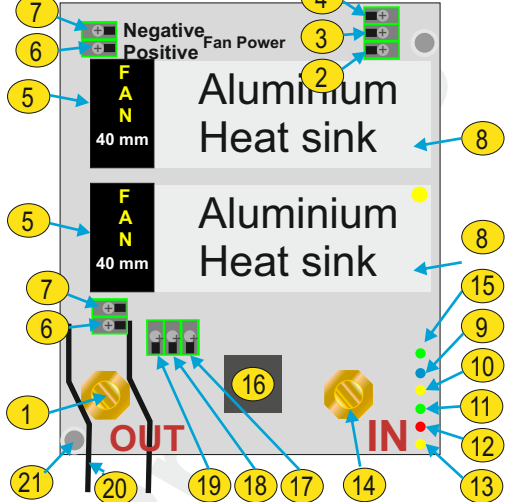 7
4
Negative
3
6
Positive
Fan Power
2
5
FAN
40 mm
Aluminium
Heat sink
8
5
FAN
40 mm
Aluminium
Heat sink
8
7
15
6
9
10
16
11
1
14
12
OUT
IN
13
21
20
19
18
17